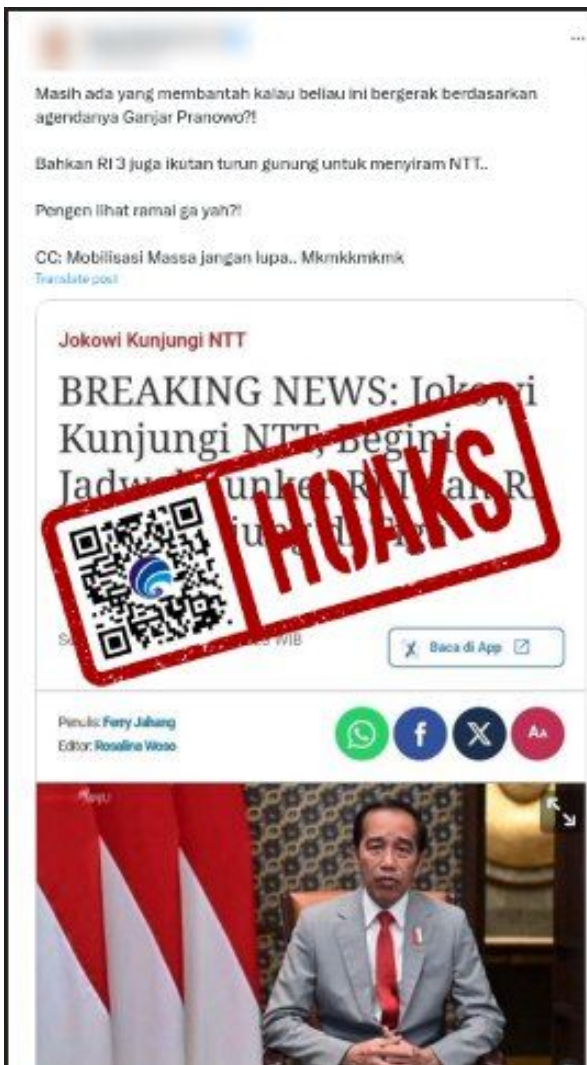 Masih ada yang membantah kalau beliau ini bergerak berdasarkan
agendanya Ganjar Pranowo?!
Bahkan RI 3 juga ikutan turun gunung untuk menyiram NTT..
Pengen lihat ramai ga yah?!
CC: Mobilisasi Massa jangan lupa.. Mkmkkmkmk
Translate post
Jokowi Kunjungi NTT
BREAKING NEWS: Jokowi
Kunjungi NTT, Begini
HOAKS
WIB
Baca di App
Penulis: Ferry Jahang
Editor: Rosalina Woso
AA